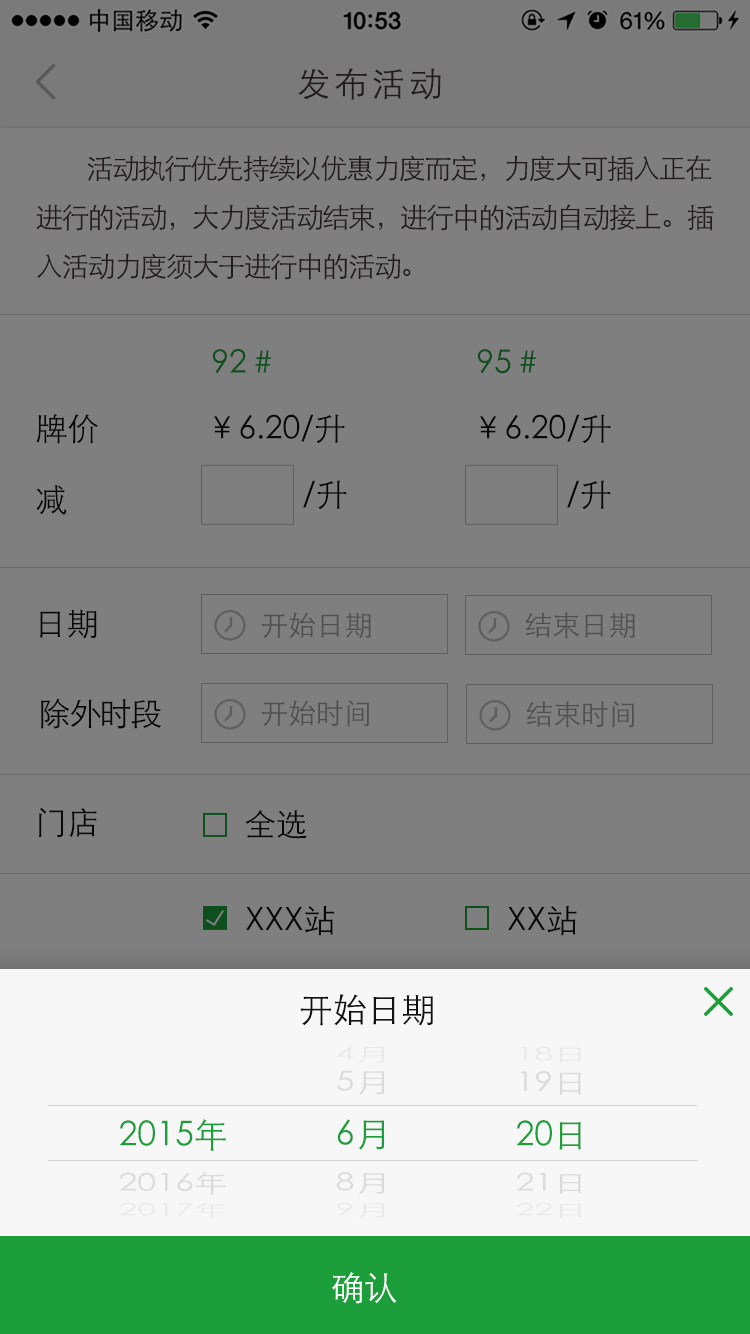 中国移动 10:53 61%
发布活动
活动执行优先持续以优惠力度而定，力度大可插入正在
进行的活动，大力度活动结束，进行中的活动自动接上。插
入活动力度须大于进行中的活动。
92 # 95 #
牌价 ¥ 6.20/升 ¥ 6.20/升
减 /升 /升
日期 开始日期 结束日期
除外时段 开始时间 结束时间
门店 全选
XXX站 XX站
开始日期
4月 18日
5月 19日
2015年 6月 20日
2016年 8月 21日
2017年 9月 22日
确认